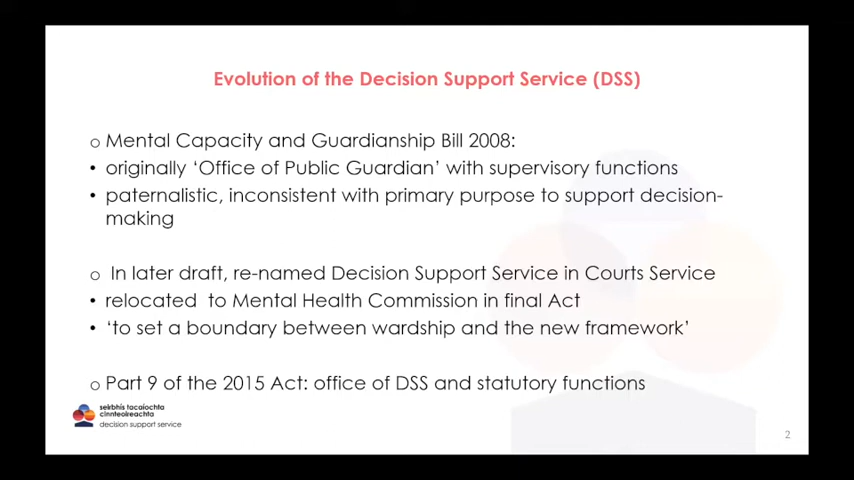 Evolution of the Decision Support Service (DSS)
o Mental Capacity and Guardianship Bill 2008:
• originally ‘Office of Public Guardian’ with supervisory functions
• paternalistic, inconsistent with primary purpose to support decision-
making
o In later draft, re-named Decision Support Service in Courts Service
• relocated to Mental Health Commission in final Act
• ‘to set a boundary between wardship and the new framework’
o Part 9 of the 2015 Act: office of DSS and statutory functions
seirbhís tacaíochta
cinnteoireachta
decision support service
2